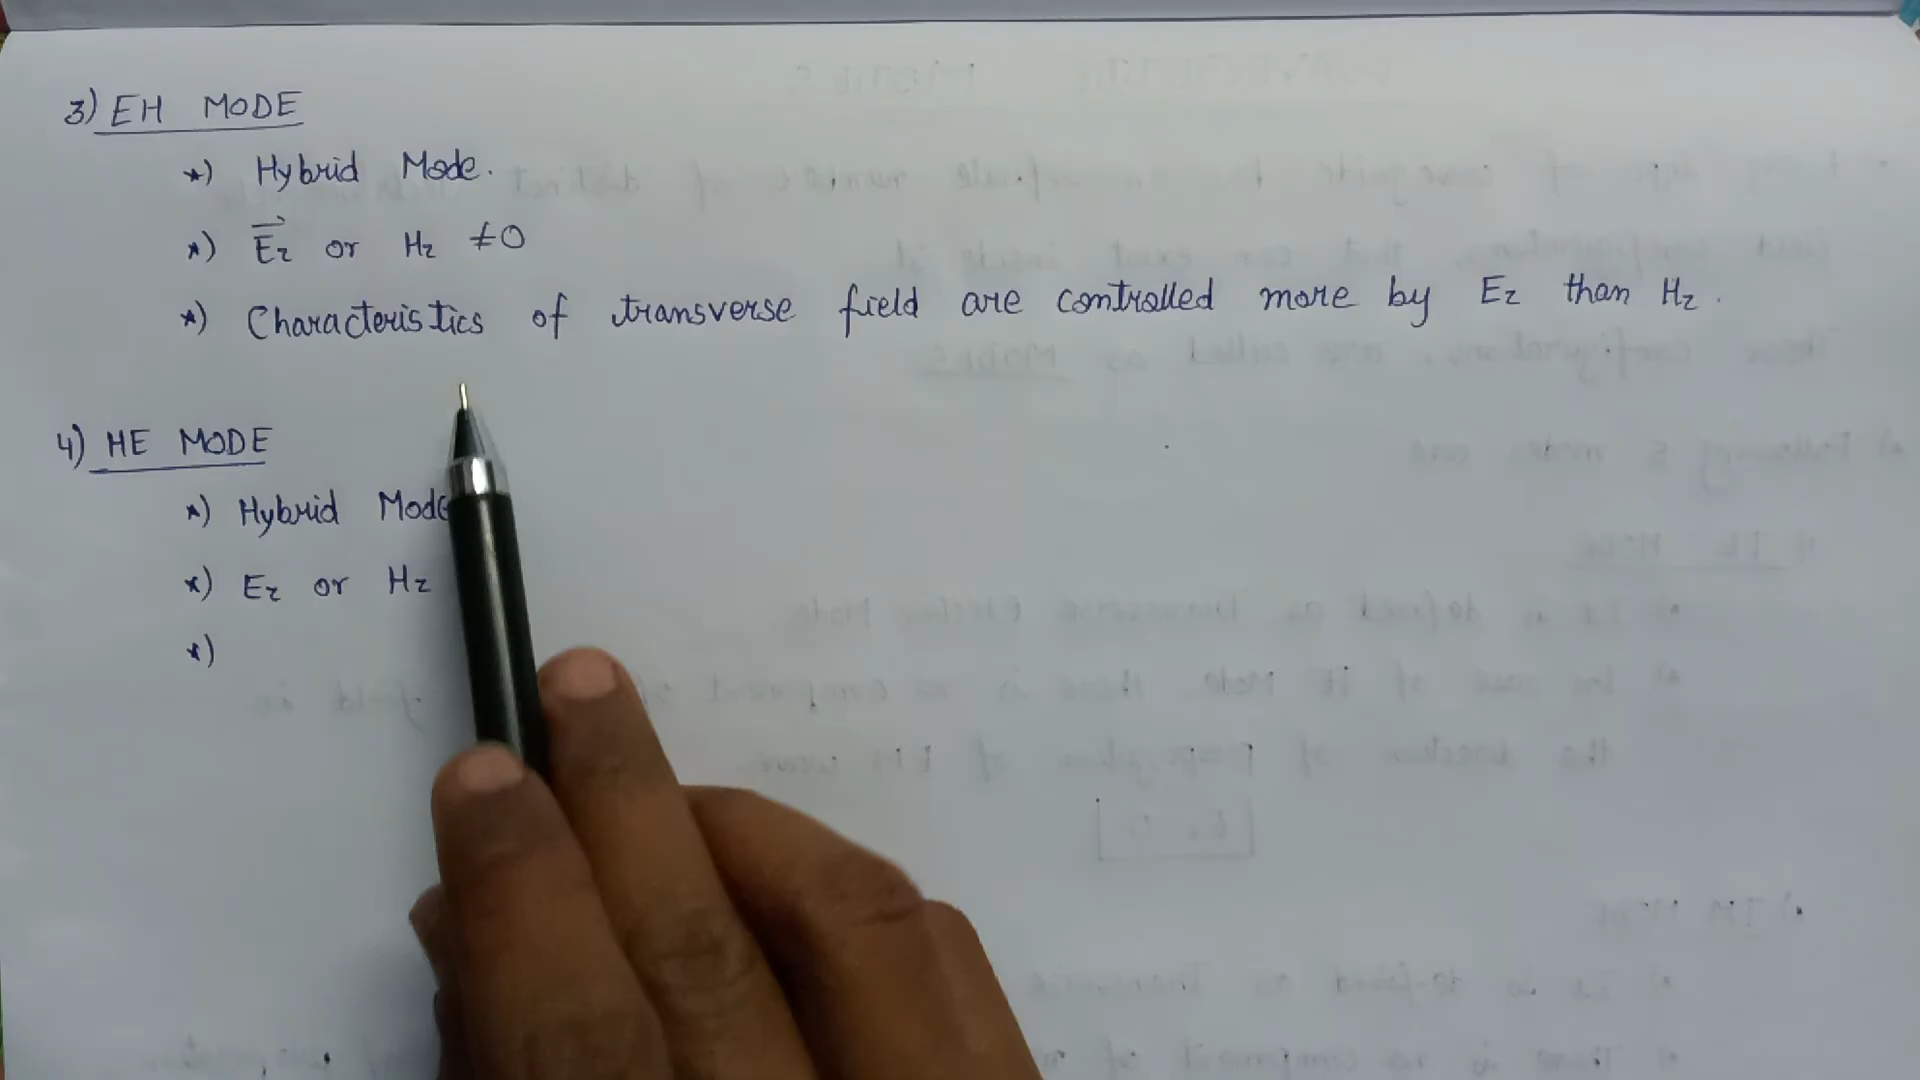 3) EH MODE
*) Hybrid Mode.
*) E⃗z or Hz ≠0
*) Characteristics of transverse field are controlled more by Ez than Hz.
4) HE MODE
*) Hybrid Mode
*) Ez or Hz
*)